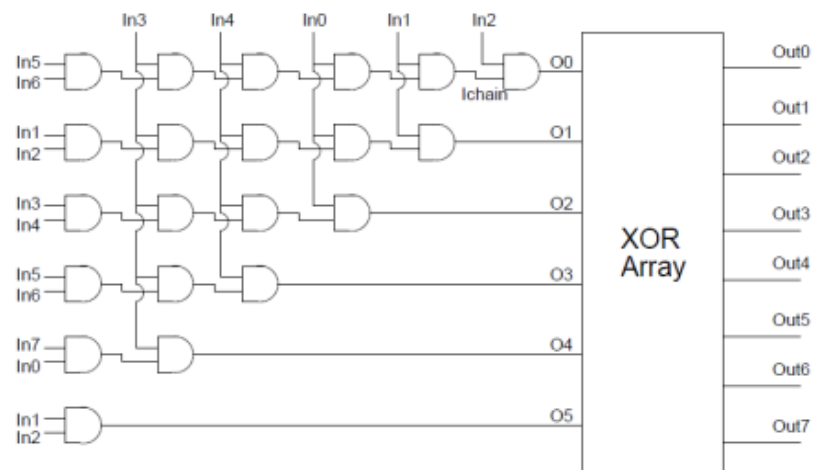 In3 In4 In0 In1 In2
In5
In6
Ichain
O0
Out0
In1
In2
O1
Out1
Out2
In3
In4
O2
Out3
XOR
Array
In5
In6
O3
Out4
Out5
In7
In0
O4
Out6
In1
In2
O5
Out7